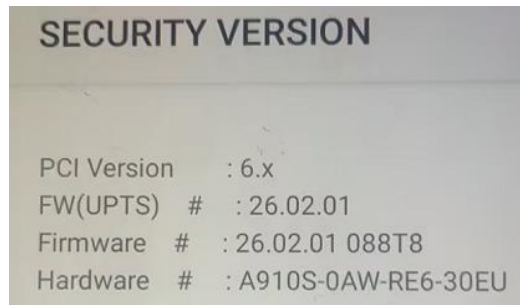 SECURITY VERSION
PCI Version : 6.x
FW(UPTS) # : 26.02.01
Firmware # : 26.02.01 088T8
Hardware # : A910S-0AW-RE6-30EU